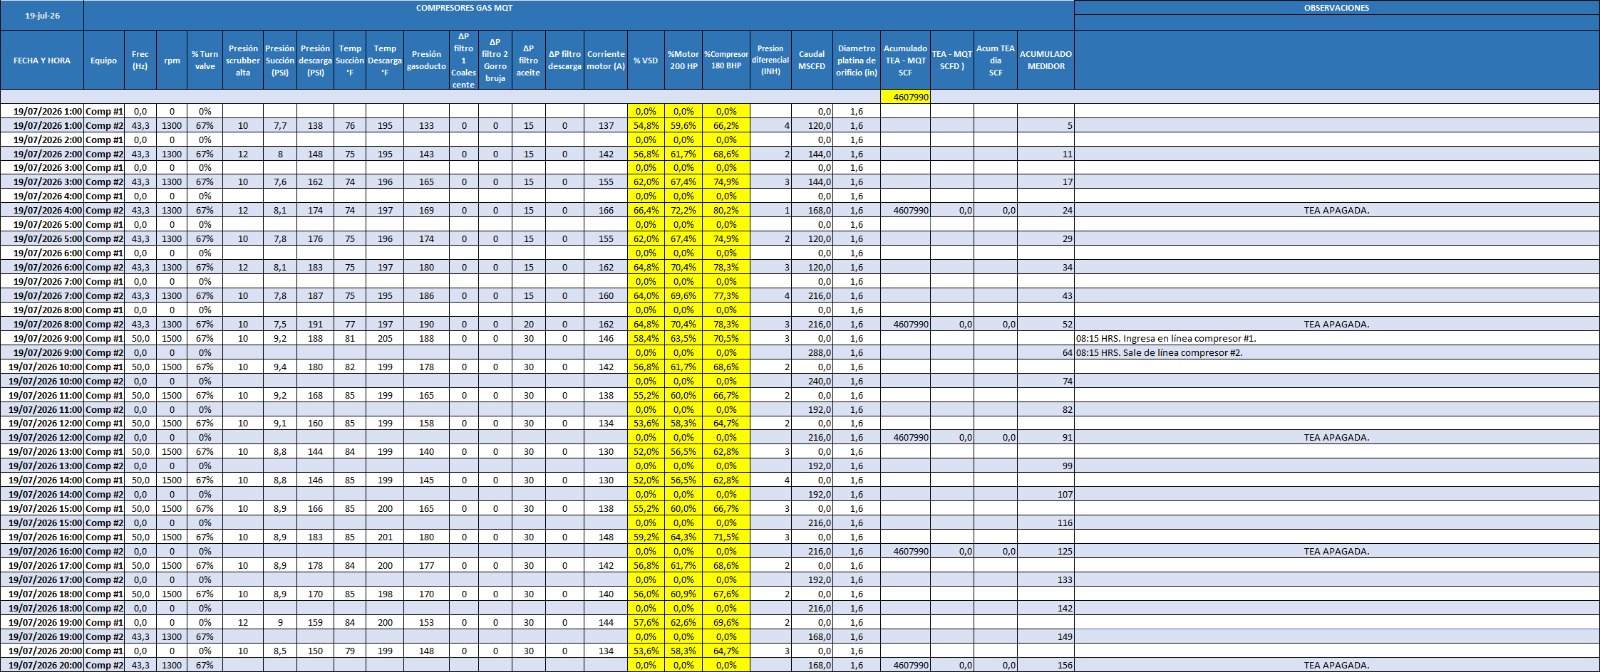 19-jul-26 COMPRESORES GAS MQT OBSERVACIONES
FECHA Y HORA Equipo Frec (Hz) rpm % Turn valve Presión scrubber alta Presión Succión (PSI) Presión descarga (PSI) Temp Succiòn °F Temp Descarga °F Presión gasoducto ΔP filtro 1 Coales cente ΔP filtro 2 Gorro bruja ΔP filtro aceite ΔP filtro descarga Corriente motor (A) % VSD %Motor 200 HP %Compresor 180 BHP Presion diferencial (INH) Caudal MSCFD Diametro platina de orificio (in) Acumulado TEA - MQT SCF TEA - MQT SCFD ) Acum TEA dia SCF ACUMULADO MEDIDOR
4607990
19/07/2026 1:00 Comp #1 0,0 0 0% 0,0% 0,0% 0,0% 0,0 1,6
19/07/2026 1:00 Comp #2 43,3 1300 67% 10 7,7 138 76 195 133 0 0 15 0 137 54,8% 59,6% 66,2% 4 120,0 1,6 5
19/07/2026 2:00 Comp #1 0,0 0 0% 0,0% 0,0% 0,0% 0,0 1,6
19/07/2026 2:00 Comp #2 43,3 1300 67% 12 8 148 75 195 143 0 0 15 0 142 56,8% 61,7% 68,6% 2 144,0 1,6 11
19/07/2026 3:00 Comp #1 0,0 0 0% 0,0% 0,0% 0,0% 0,0 1,6
19/07/2026 3:00 Comp #2 43,3 1300 67% 10 7,6 162 74 196 165 0 0 15 0 155 62,0% 67,4% 74,9% 3 144,0 1,6 17
19/07/2026 4:00 Comp #1 0,0 0 0% 0,0% 0,0% 0,0% 0,0 1,6
19/07/2026 4:00 Comp #2 43,3 1300 67% 12 8,1 174 74 197 169 0 0 15 0 166 66,4% 72,2% 80,2% 1 168,0 1,6 4607990 0,0 0,0 24 TEA APAGADA.
19/07/2026 5:00 Comp #1 0,0 0 0% 0,0% 0,0% 0,0% 0,0 1,6
19/07/2026 5:00 Comp #2 43,3 1300 67% 10 7,8 176 75 196 174 0 0 15 0 155 62,0% 67,4% 74,9% 2 120,0 1,6 29
19/07/2026 6:00 Comp #1 0,0 0 0% 0,0% 0,0% 0,0% 0,0 1,6
19/07/2026 6:00 Comp #2 43,3 1300 67% 12 8,1 183 75 197 180 0 0 15 0 162 64,8% 70,4% 78,3% 3 120,0 1,6 34
19/07/2026 7:00 Comp #1 0,0 0 0% 0,0% 0,0% 0,0% 0,0 1,6
19/07/2026 7:00 Comp #2 43,3 1300 67% 10 7,8 187 75 195 186 0 0 15 0 160 64,0% 69,6% 77,3% 4 216,0 1,6 43
19/07/2026 8:00 Comp #1 0,0 0 0% 0,0% 0,0% 0,0% 0,0 1,6
19/07/2026 8:00 Comp #2 43,3 1300 67% 10 7,5 191 77 197 190 0 0 20 0 162 64,8% 70,4% 78,3% 3 216,0 1,6 4607990 0,0 0,0 52 TEA APAGADA.
19/07/2026 9:00 Comp #1 50,0 1500 67% 10 9,2 188 81 205 188 0 0 30 0 146 58,4% 63,5% 70,5% 3 0,0 1,6 08:15 HRS. Ingresa en línea compresor #1.
19/07/2026 9:00 Comp #2 0,0 0 0% 0,0% 0,0% 0,0% 288,0 1,6 64 08:15 HRS. Sale de línea compresor #2.
19/07/2026 10:00 Comp #1 50,0 1500 67% 10 9,4 180 82 199 178 0 0 30 0 142 56,8% 61,7% 68,6% 2 0,0 1,6
19/07/2026 10:00 Comp #2 0,0 0 0% 0,0% 0,0% 0,0% 240,0 1,6 74
19/07/2026 11:00 Comp #1 50,0 1500 67% 10 9,2 168 85 199 165 0 0 30 0 138 55,2% 60,0% 66,7% 2 0,0 1,6
19/07/2026 11:00 Comp #2 0,0 0 0% 0,0% 0,0% 0,0% 192,0 1,6 82
19/07/2026 12:00 Comp #1 50,0 1500 67% 10 9,1 160 85 199 158 0 0 30 0 134 53,6% 58,3% 64,7% 2 0,0 1,6
19/07/2026 12:00 Comp #2 0,0 0 0% 0,0% 0,0% 0,0% 216,0 1,6 4607990 0,0 0,0 91 TEA APAGADA.
19/07/2026 13:00 Comp #1 50,0 1500 67% 10 8,8 144 84 199 140 0 0 30 0 130 52,0% 56,5% 62,8% 3 0,0 1,6
19/07/2026 13:00 Comp #2 0,0 0 0% 0,0% 0,0% 0,0% 192,0 1,6 99
19/07/2026 14:00 Comp #1 50,0 1500 67% 10 8,8 146 85 199 145 0 0 30 0 130 52,0% 56,5% 62,8% 4 0,0 1,6
19/07/2026 14:00 Comp #2 0,0 0 0% 0,0% 0,0% 0,0% 192,0 1,6 107
19/07/2026 15:00 Comp #1 50,0 1500 67% 10 8,9 166 85 200 165 0 0 30 0 138 55,2% 60,0% 66,7% 3 0,0 1,6
19/07/2026 15:00 Comp #2 0,0 0 0% 0,0% 0,0% 0,0% 216,0 1,6 116
19/07/2026 16:00 Comp #1 50,0 1500 67% 10 8,9 183 85 201 180 0 0 30 0 148 59,2% 64,3% 71,5% 3 0,0 1,6
19/07/2026 16:00 Comp #2 0,0 0 0% 0,0% 0,0% 0,0% 216,0 1,6 4607990 0,0 0,0 125 TEA APAGADA.
19/07/2026 17:00 Comp #1 50,0 1500 67% 10 8,9 178 84 200 177 0 0 30 0 142 56,8% 61,7% 68,6% 2 0,0 1,6
19/07/2026 17:00 Comp #2 0,0 0 0% 0,0% 0,0% 0,0% 192,0 1,6 133
19/07/2026 18:00 Comp #1 50,0 1500 67% 10 8,9 170 85 198 170 0 0 30 0 140 56,0% 60,9% 67,6% 2 0,0 1,6
19/07/2026 18:00 Comp #2 0,0 0 0% 0,0% 0,0% 0,0% 216,0 1,6 142
19/07/2026 19:00 Comp #1 0,0 0 0% 12 9 159 84 200 153 0 0 30 0 144 57,6% 62,6% 69,6% 2 0,0 1,6
19/07/2026 19:00 Comp #2 43,3 1300 67% 0,0% 0,0% 0,0% 168,0 1,6 149
19/07/2026 20:00 Comp #1 0,0 0 0% 10 8,5 150 79 199 148 0 0 30 0 134 53,6% 58,3% 64,7% 3 0,0 1,6
19/07/2026 20:00 Comp #2 43,3 1300 67% 0,0% 0,0% 0,0% 168,0 1,6 4607990 0,0 0,0 156 TEA APAGADA.